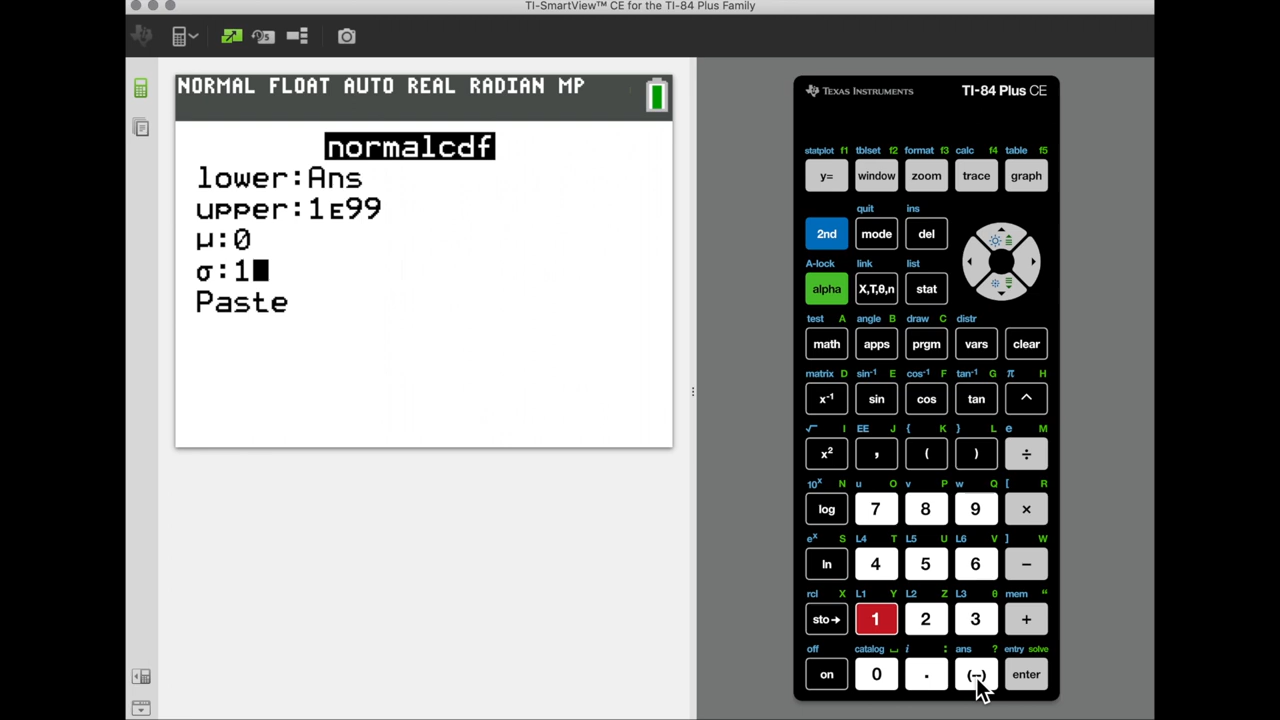 TI-SmartView™ CE for the TI-84 Plus Family
NORMAL FLOAT AUTO REAL RADIAN MP
normalcdf
lower:Ans
upper:1ᴇ99
μ:0
σ:1
Paste
TEXAS INSTRUMENTS TI-84 Plus CE
statplot f1 tblset f2 format f3 calc f4 table f5
y= window zoom trace graph
quit ins
2nd mode del
A-lock link list
alpha X,T,θ,n stat
test A angle B draw C distr
math apps prgm vars clear
matrix D sin⁻¹ E cos⁻¹ F tan⁻¹ G π H
x⁻¹ sin cos tan ^
√ I EE J { K } L e M
x² , ( ) ÷
10ˣ N u O v P w Q [ R
log 7 8 9 ×
eˣ S L4 T L5 U L6 V ] W
ln 4 5 6 −
rcl X L1 Y L2 Z L3 θ mem “
sto→ 1 2 3 +
off catalog ␣ i : ans ? entry solve
on 0 . (−) enter